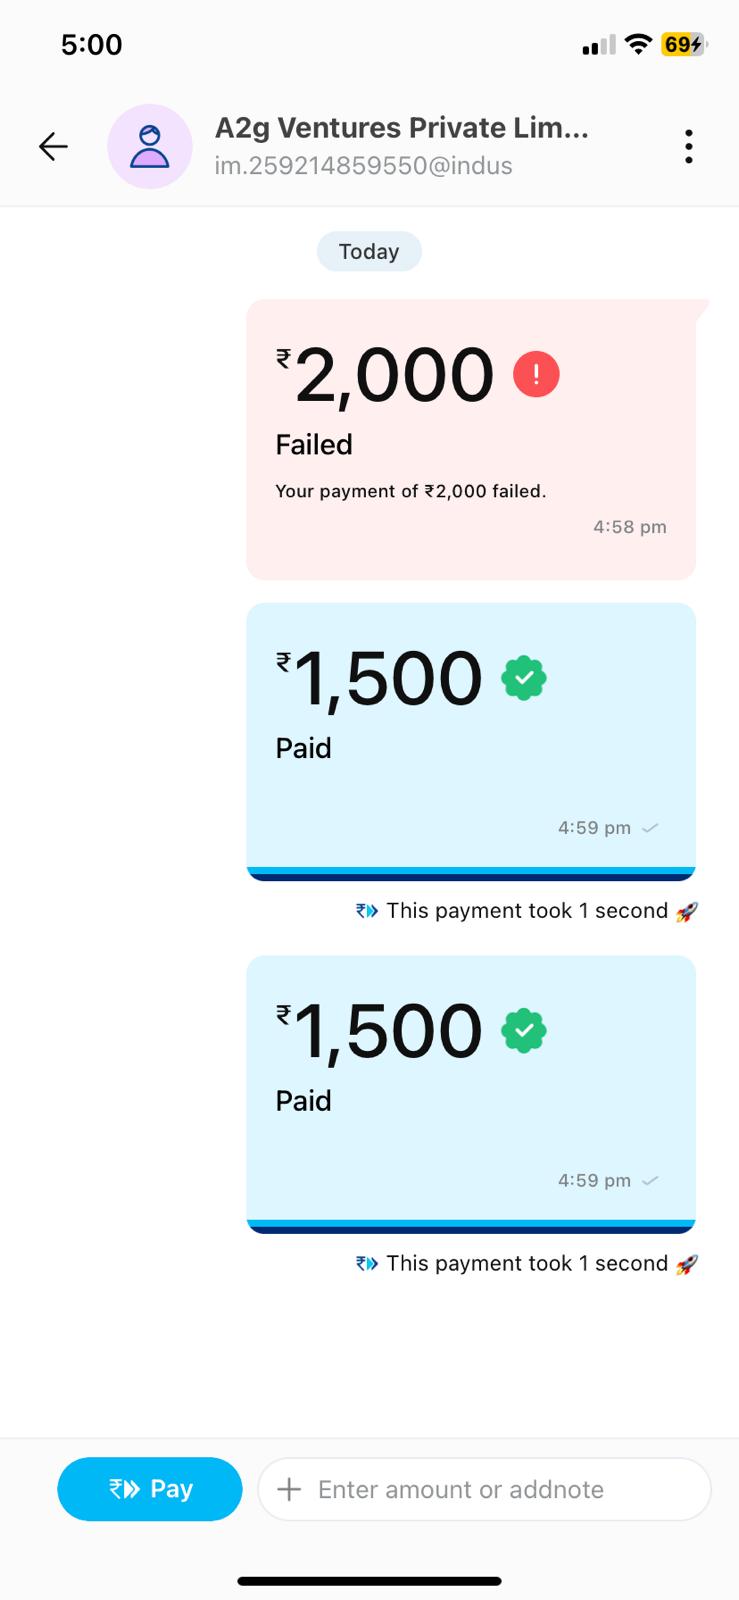 5:00
69
A2g Ventures Private Lim...
im.259214859550@indus
Today
₹2,000
Failed
Your payment of ₹2,000 failed.
4:58 pm
₹1,500
Paid
4:59 pm
This payment took 1 second 🚀
₹1,500
Paid
4:59 pm
This payment took 1 second 🚀
Pay
Enter amount or addnote